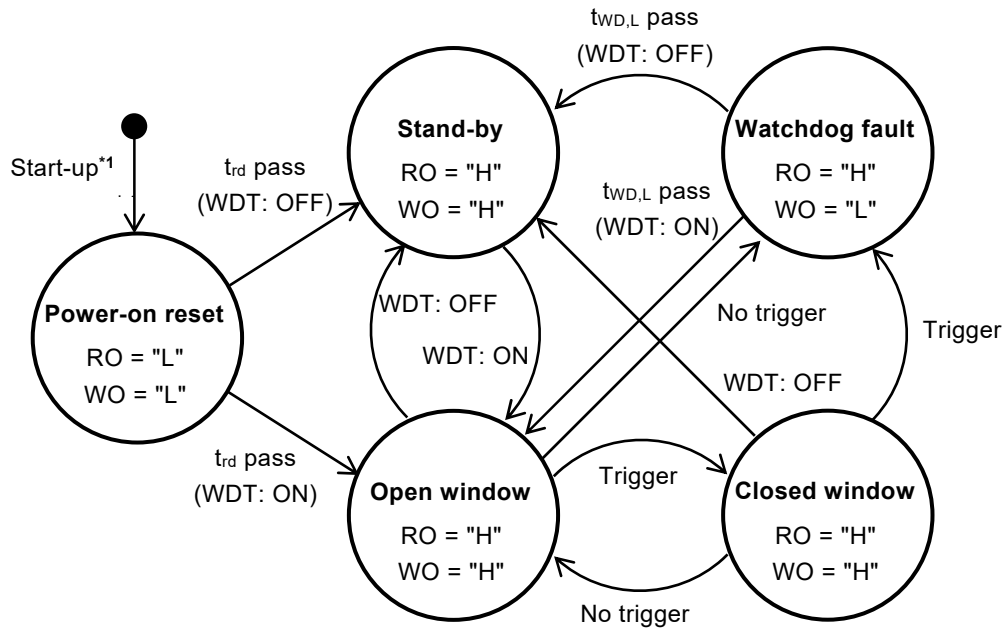 tWD,L pass
(WDT: OFF)
Start-up*1
trd pass
(WDT: OFF)
Stand-by
RO = "H"
WO = "H"
Watchdog fault
RO = "H"
WO = "L"
tWD,L pass
(WDT: ON)
Power-on reset
RO = "L"
WO = "L"
WDT: OFF
WDT: ON
No trigger
Trigger
WDT: OFF
trd pass
(WDT: ON)
Open window
RO = "H"
WO = "H"
Trigger
Closed window
RO = "H"
WO = "H"
No trigger